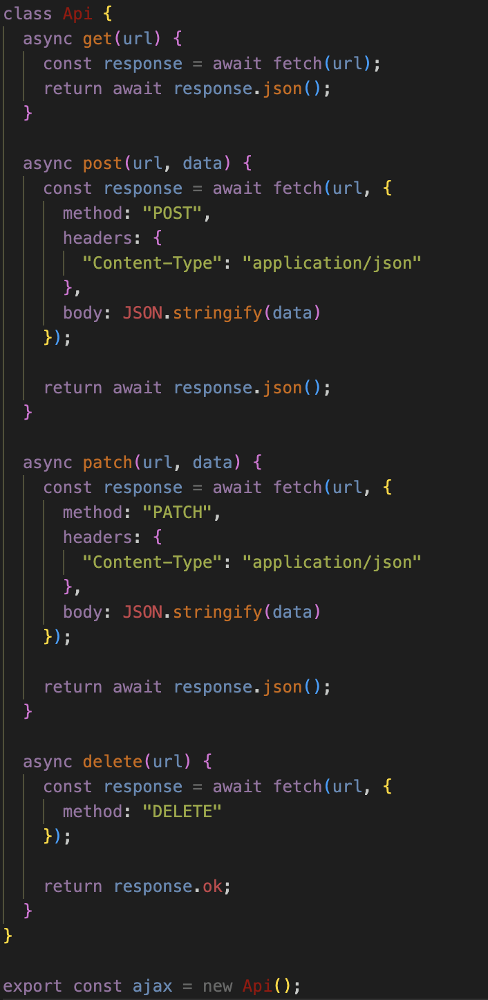 class Api {
  async get(url) {
    const response = await fetch(url);
    return await response.json();
  }

  async post(url, data) {
    const response = await fetch(url, {
      method: "POST",
      headers: {
        "Content-Type": "application/json"
      },
      body: JSON.stringify(data)
    });

    return await response.json();
  }

  async patch(url, data) {
    const response = await fetch(url, {
      method: "PATCH",
      headers: {
        "Content-Type": "application/json"
      },
      body: JSON.stringify(data)
    });

    return await response.json();
  }

  async delete(url) {
    const response = await fetch(url, {
      method: "DELETE"
    });

    return response.ok;
  }
}

export const ajax = new Api();